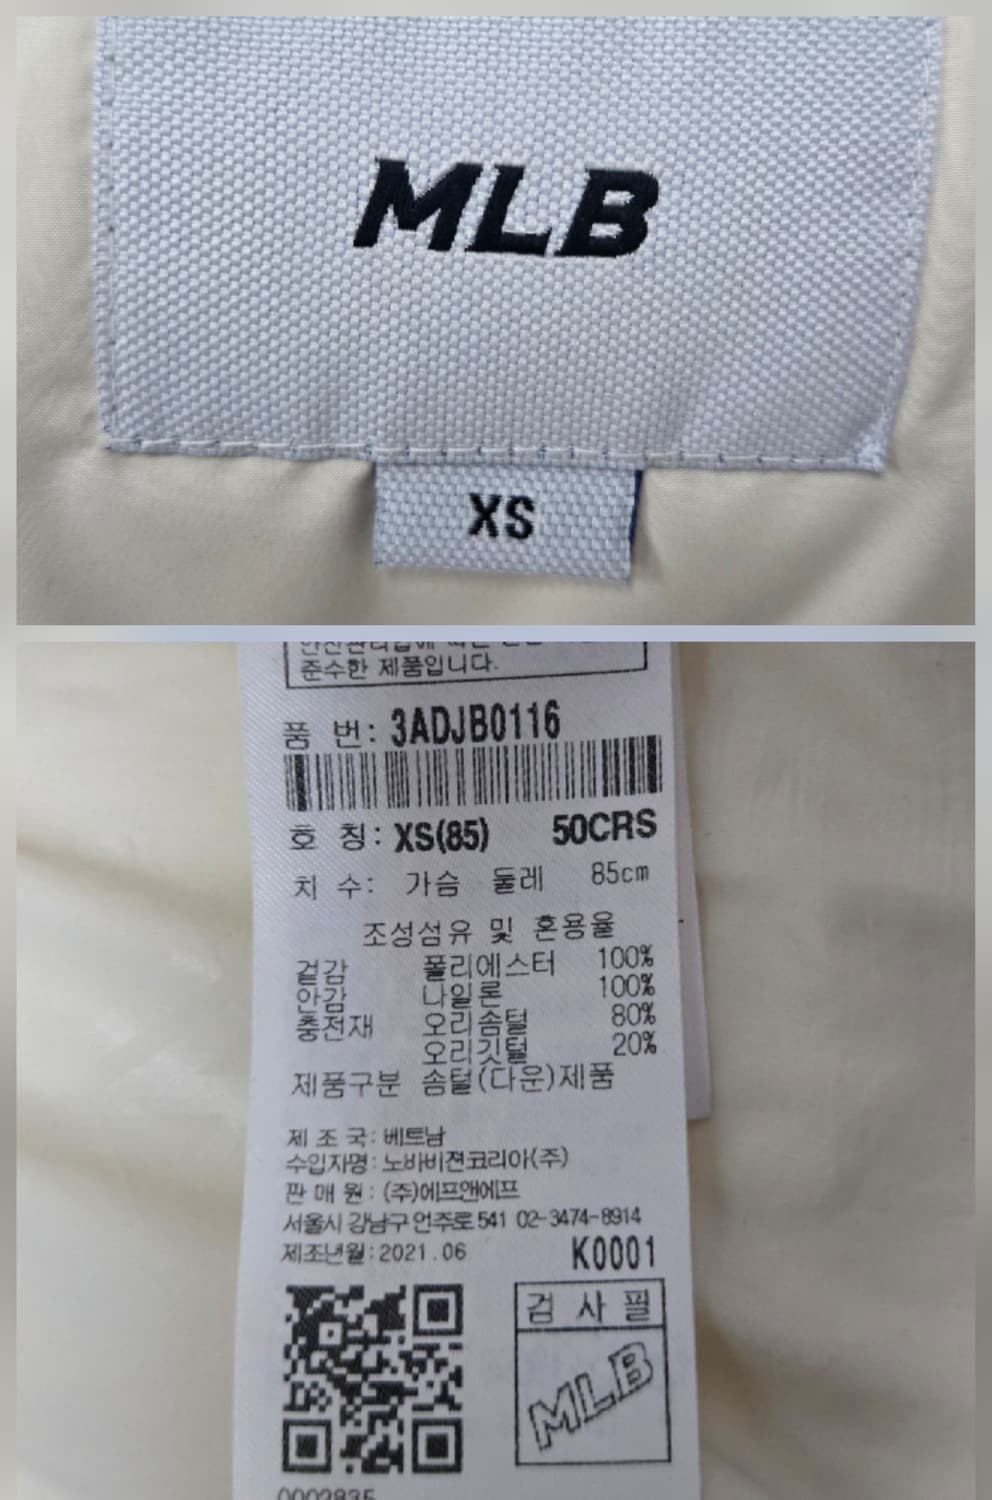 MLB
XS
준수한 제품입니다.
품 번: 3ADJB0116
호 칭: XS(85) 50CRS
치 수: 가슴 둘레 85cm
조성섬유 및 혼용율
겉감 폴리에스터 100%
안감 나일론 100%
충전재 오리솜털 80%
오리깃털 20%
제품구분 솜털(다운)제품
제 조 국: 베트남
수입자명: 노바비젼코리아(주)
판 매 원: (주)에프앤에프
서울시 강남구 언주로 541 02-3474-8914
제조년월: 2021.06 K0001
검 사 필
MLB
0002835